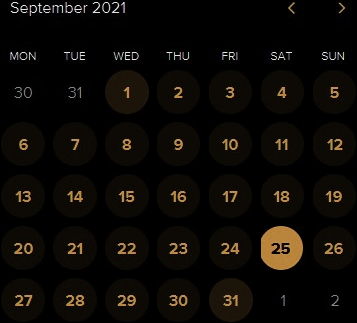 September 2021
MON TUE WED THU FRI SAT SUN
30 31 1 2 3 4 5
6 7 8 9 10 11 12
13 14 15 16 17 18 19
20 21 22 23 24 25 26
27 28 29 30 31 1 2